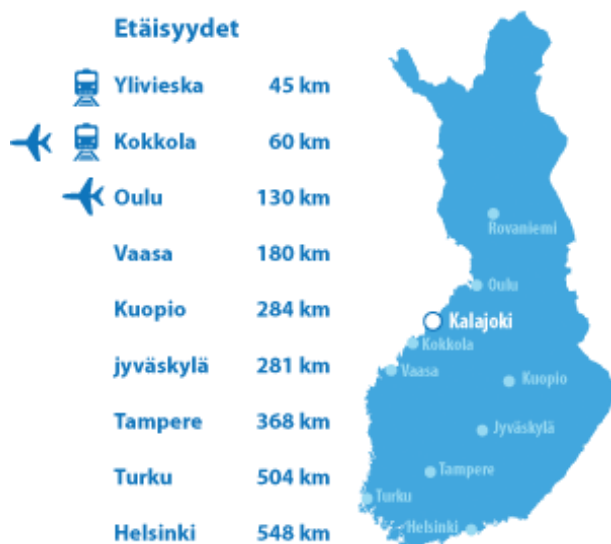 Etäisyydet
Ylivieska 45 km
Kokkola 60 km
Oulu 130 km
Vaasa 180 km
Kuopio 284 km
jyväskylä 281 km
Tampere 368 km
Turku 504 km
Helsinki 548 km
Rovaniemi
Oulu
Kalajoki
Kokkola
Vaasa
Kuopio
Jyväskylä
Tampere
Turku
Helsinki